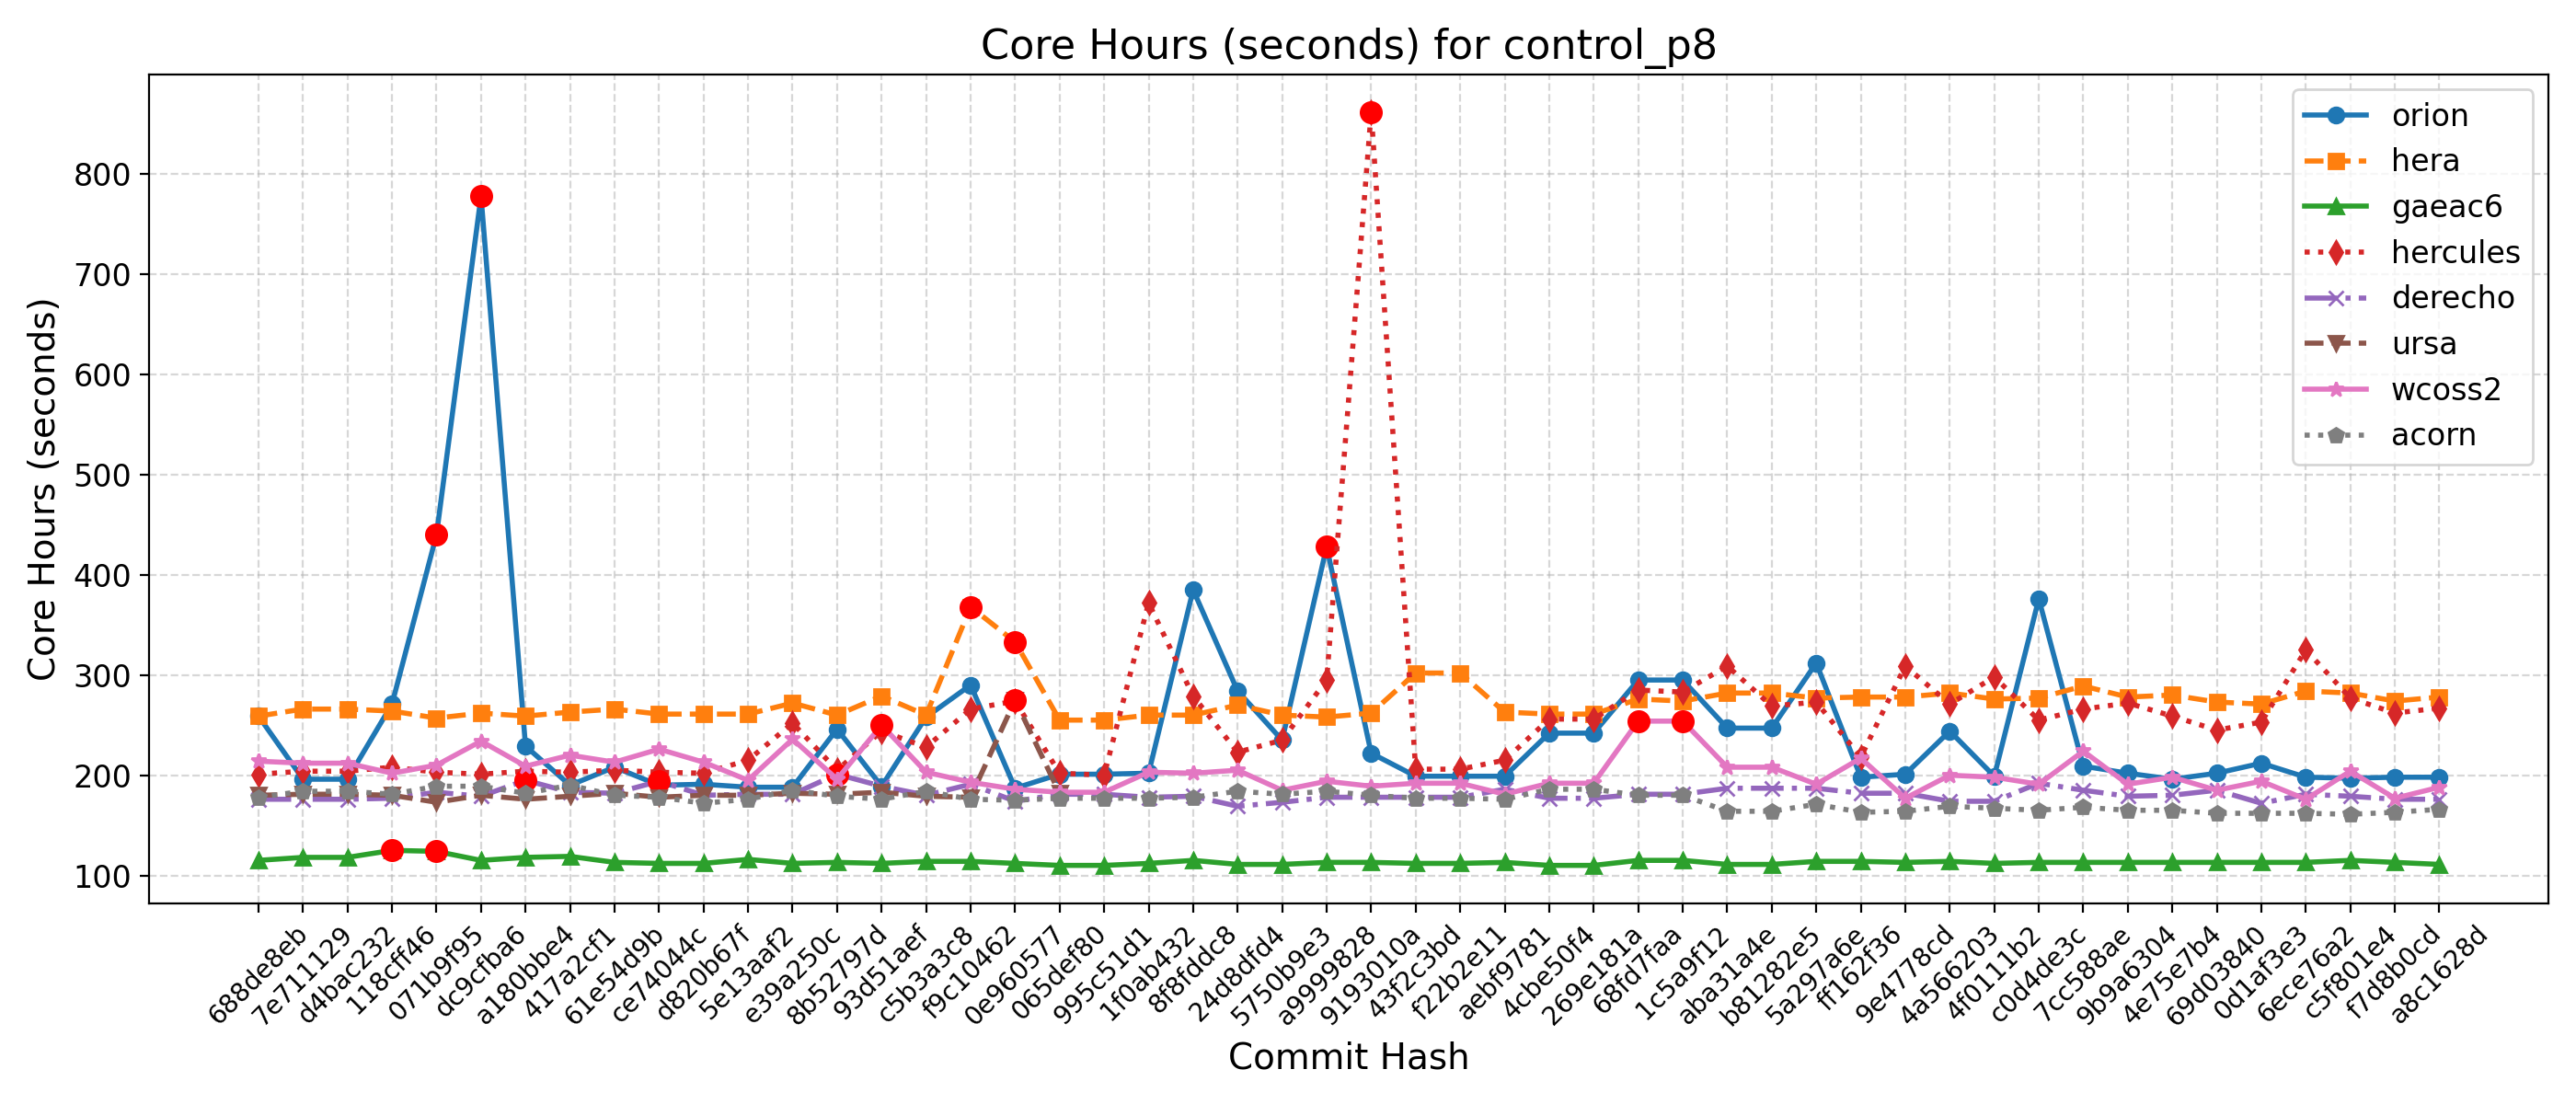 Core Hours (seconds) for control_p8
Core Hours (seconds)
800
700
600
500
400
300
200
100
orion
hera
gaeac6
hercules
derecho
ursa
wcoss2
acorn
688de8eb
7e711129
d4bac232
118cff46
071b9f95
dc9cfba6
a180bbe4
417a2cf1
61e54d9b
ce74044c
d820b67f
5e13aaf2
e39a250c
8b52797d
93d51aef
c5b3a3c8
f9c10462
0e960577
065def80
995c51d1
1f0ab432
8f8fddc8
24d8dfd4
5750b9e3
a9999828
9193010a
43f2c3bd
f22b2e11
aebf9781
4cbe50f4
269e181a
68fd7faa
1c5a9f12
aba31a4e
b81282e5
5a297a6e
ff162f36
9e4778cd
4a566203
4f0111b2
c0d4de3c
7cc588ae
9b9a6304
4e75e7b4
69d03840
0d1af3e3
6ece76a2
c5f801e4
f7d8b0cd
a8c1628d
Commit Hash